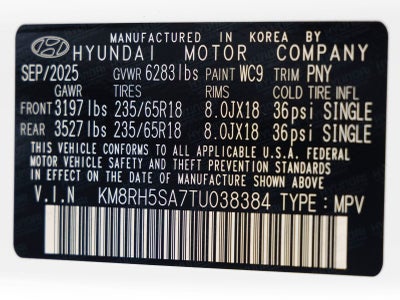 MANUFACTURED IN KOREA BY
HYUNDAI MOTOR COMPANY
SEP/2025 GVWR 6283lbs PAINT WC9 TRIM PNY
GAWR TIRES RIMS COLD TIRE INFL
FRONT 3197lbs 235/65R18 8.0JX18 36psi SINGLE
REAR 3527lbs 235/65R18 8.0JX18 36psi SINGLE
THIS VEHICLE CONFORMS TO ALL APPLICABLE U.S.A. FEDERAL
MOTOR VEHICLE SAFETY AND THEFT PREVENTION STANDARDS
IN EFFECT ON THE DATE OF MANUFACTURE SHOWN ABOVE.
V.I.N KM8RH5SA7TU038384 TYPE : MPV